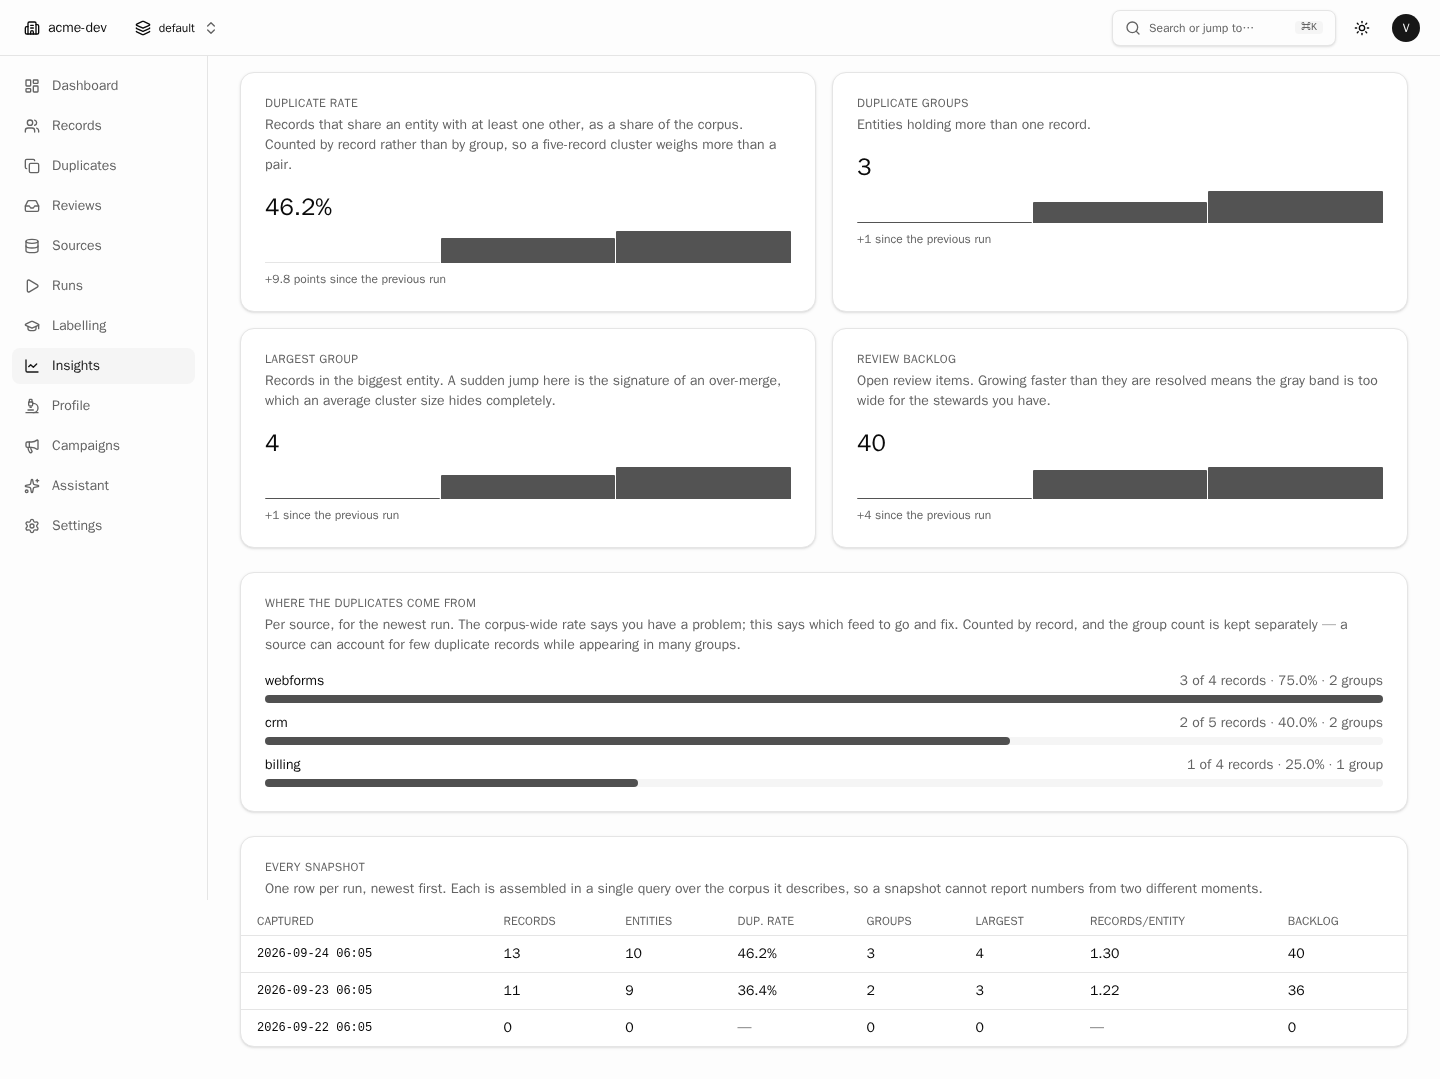 acme-dev
default
Search or jump to···
⌘K
V
Dashboard
Records
Duplicates
Reviews
Sources
Runs
Labelling
Insights
Profile
Campaigns
Assistant
Settings
DUPLICATE RATE
Records that share an entity with at least one other, as a share of the corpus.
Counted by record rather than by group, so a five-record cluster weighs more than a
pair.
46.2%
+9.8 points since the previous run
DUPLICATE GROUPS
Entities holding more than one record.
3
+1 since the previous run
LARGEST GROUP
Records in the biggest entity. A sudden jump here is the signature of an over-merge,
which an average cluster size hides completely.
4
+1 since the previous run
REVIEW BACKLOG
Open review items. Growing faster than they are resolved means the gray band is too
wide for the stewards you have.
40
+4 since the previous run
WHERE THE DUPLICATES COME FROM
Per source, for the newest run. The corpus-wide rate says you have a problem; this says which feed to go and fix. Counted by record, and the group count is kept separately — a
source can account for few duplicate records while appearing in many groups.
webforms 3 of 4 records · 75.0% · 2 groups
crm 2 of 5 records · 40.0% · 2 groups
billing 1 of 4 records · 25.0% · 1 group
EVERY SNAPSHOT
One row per run, newest first. Each is assembled in a single query over the corpus it describes, so a snapshot cannot report numbers from two different moments.
CAPTURED RECORDS ENTITIES DUP. RATE GROUPS LARGEST RECORDS/ENTITY BACKLOG
2026-09-24 06:05 13 10 46.2% 3 4 1.30 40
2026-09-23 06:05 11 9 36.4% 2 3 1.22 36
2026-09-22 06:05 0 0 — 0 0 — 0